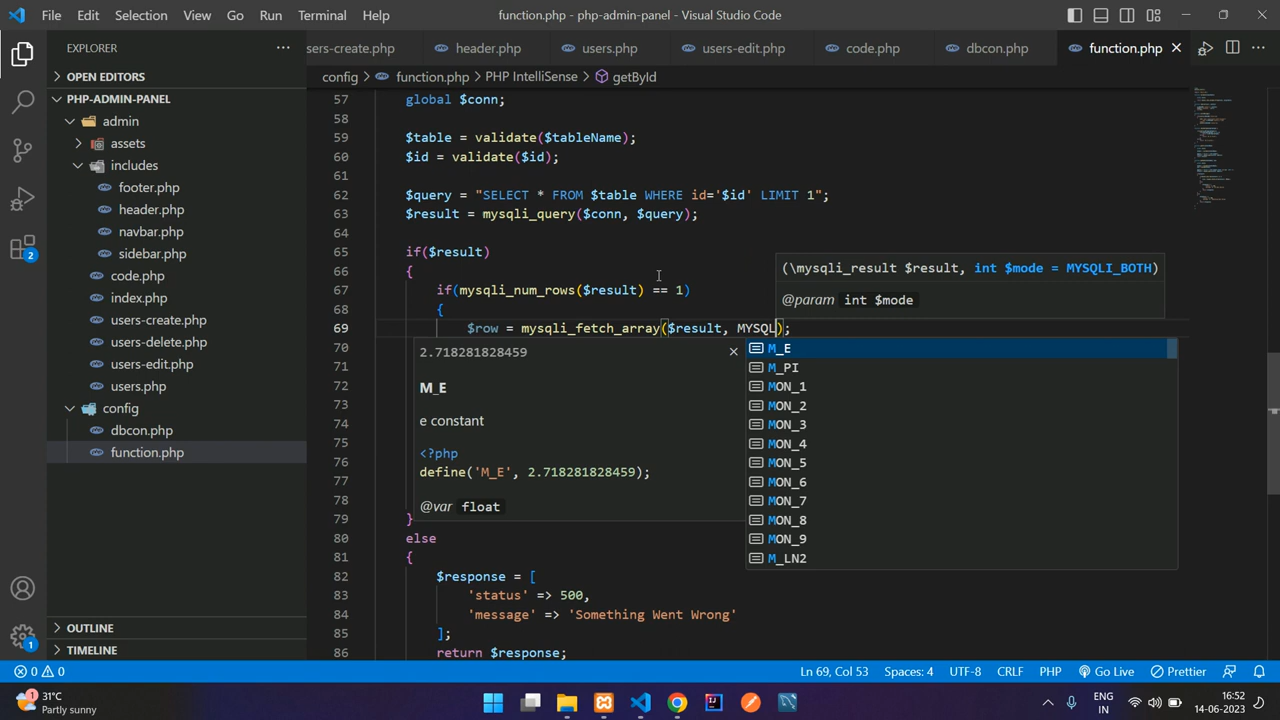 File Edit Selection View Go Run Terminal Help function.php - php-admin-panel - Visual Studio Code
EXPLORER
sers-create.php header.php users.php users-edit.php code.php dbcon.php function.php
config function.php PHP IntelliSense getById
OPEN EDITORS
PHP-ADMIN-PANEL
admin
assets
includes
footer.php
header.php
navbar.php
sidebar.php
code.php
index.php
users-create.php
users-delete.php
users-edit.php
users.php
config
dbcon.php
function.php
OUTLINE
TIMELINE
2
1
57 global $conn;
58
59 $table = validate($tableName);
60 $id = validate($id);
61
62 $query = "SELECT * FROM $table WHERE id='$id' LIMIT 1";
63 $result = mysqli_query($conn, $query);
64
65 if($result)
66 {
67 if(mysqli_num_rows($result) == 1)
68 {
69 $row = mysqli_fetch_array($result, MYSQL);
70
71
72
73
74
75
76
77
78
79 }
80 else
81 {
82 $response = [
83 'status' => 500,
84 'message' => 'Something Went Wrong'
85 ];
86 return $response;
(\mysqli_result $result, int $mode = MYSQLI_BOTH)
@param int $mode
2.718281828459
M_E
e constant
<?php
define('M_E', 2.718281828459);
@var float
M_E
M_PI
MON_1
MON_2
MON_3
MON_4
MON_5
MON_6
MON_7
MON_8
MON_9
M_LN2
0 0 Ln 69, Col 53 Spaces: 4 UTF-8 CRLF PHP Go Live Prettier
1
31°C
Partly sunny
ENG
IN
16:52
14-06-2023